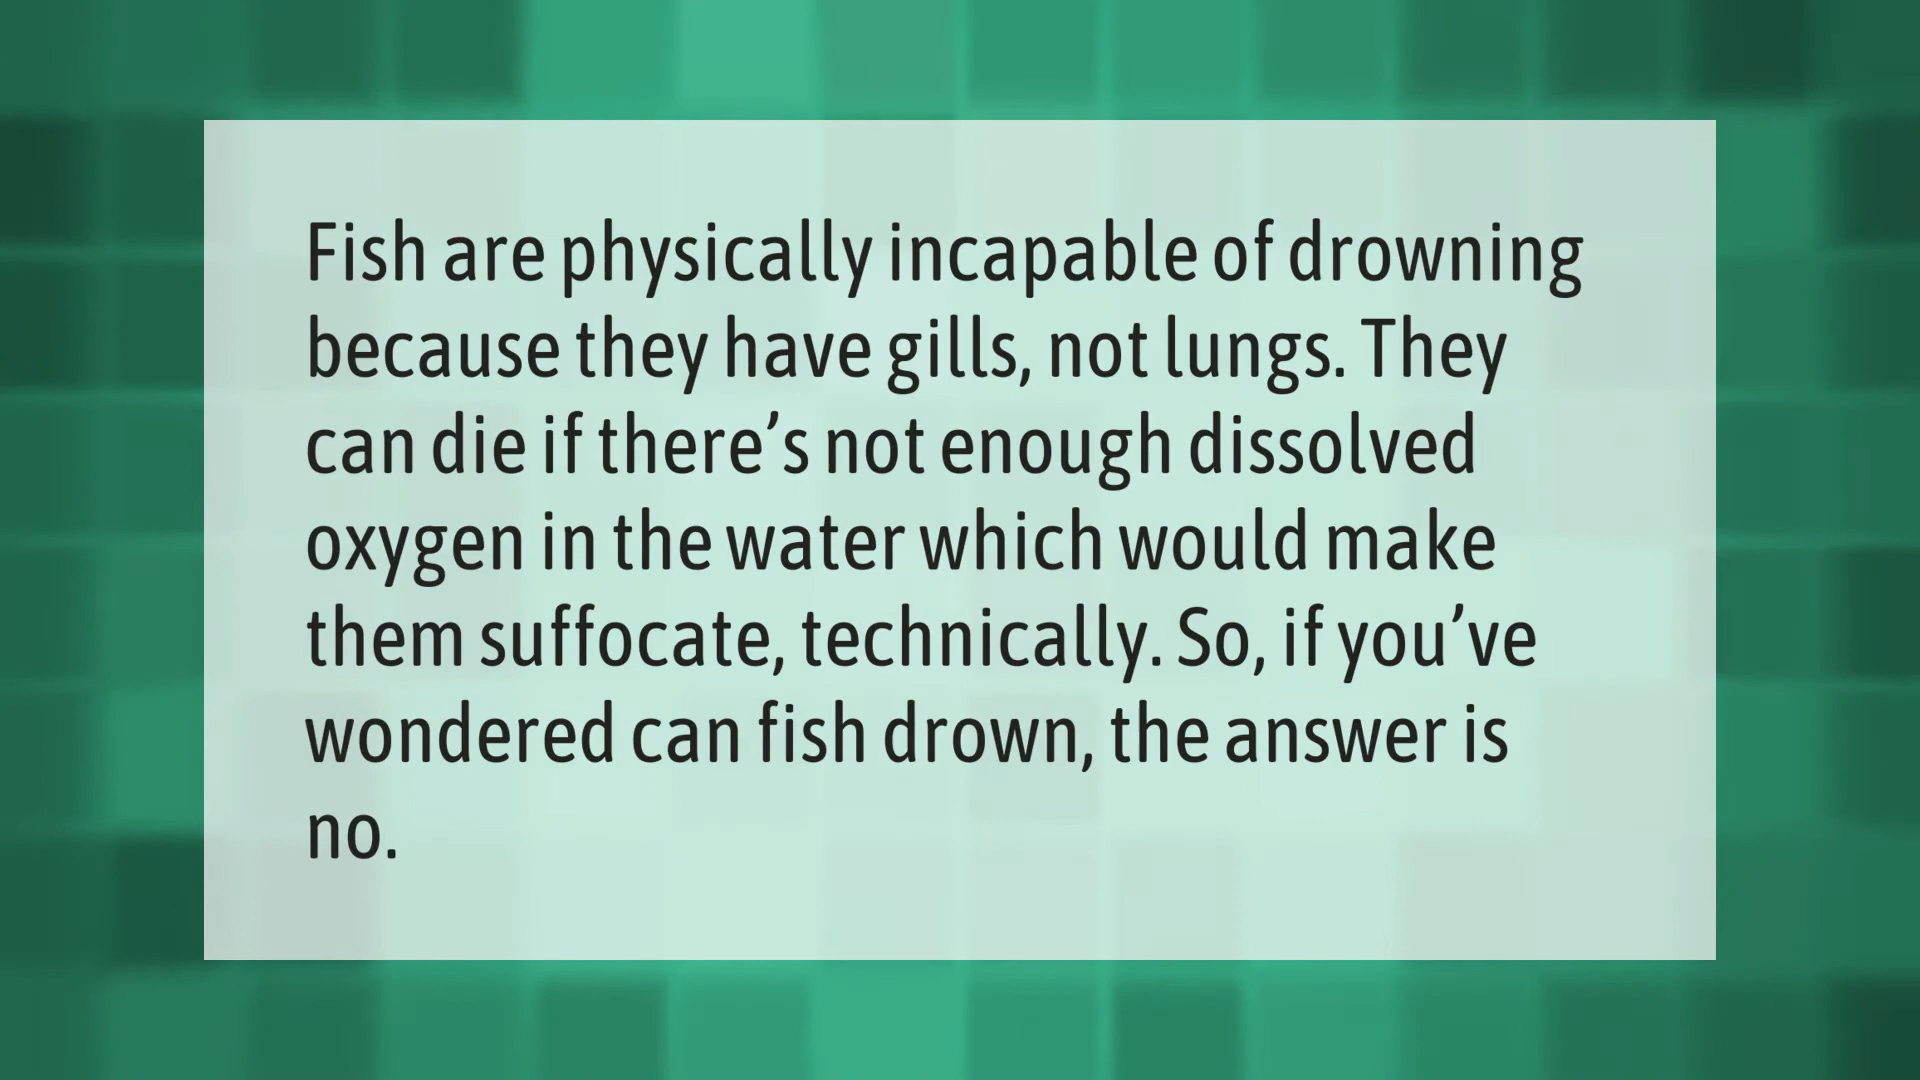 Fish are physically incapable of drowning
because they have gills, not lungs. They
can die if there’s not enough dissolved
oxygen in the water which would make
them suffocate, technically. So, if you’ve
wondered can fish drown, the answer is
no.